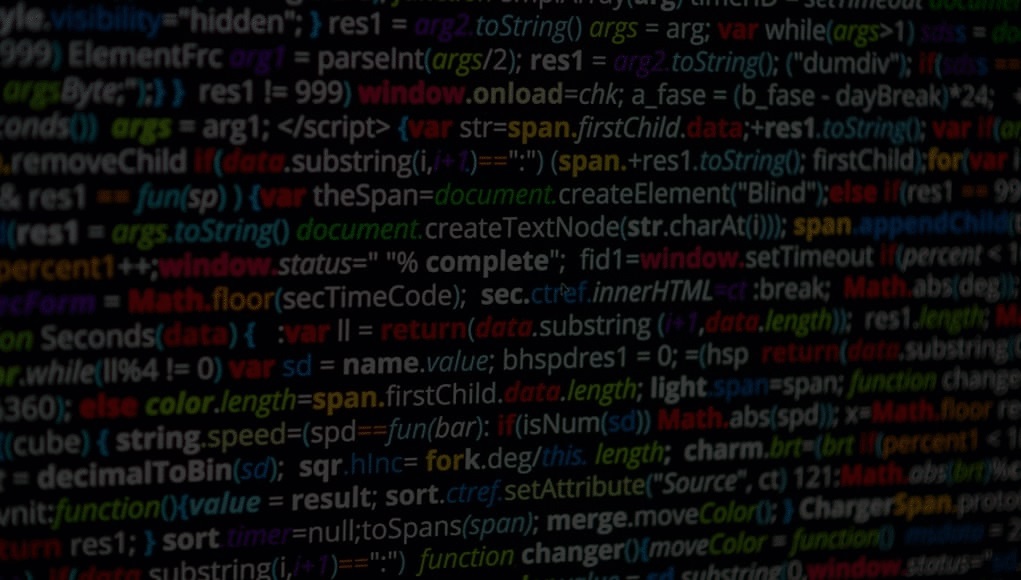 yle.visibility="hidden"; } res1 = arg2.toString() args = arg; var while(args>1)
999) ElementFrc arg1 = parseInt(args/2); res1 = arg2.toString(); ("dumdiv");
argsByte;");} } res1 != 999) window.onload=chk; a_fase = (b_fase - dayBreak)*24;
conds()) args = arg1; </script> {var str=span.firstChild.data;+res1.toString(); var if(
.removeChild if(data.substring(i,i+1)==":") (span.+res1.toString(); firstChild);for(var i
& res1 == fun(sp) ) {var theSpan=document.createElement("Blind");else if(res1 == 99
(res1 = args.toString() document.createTextNode(str.charAt(i))); span.appendChild(
percent1++;window.status=" "% complete"; fid1=window.setTimeout if(percent < 1
ecForm = Math.floor(secTimeCode); sec.ctref.innerHTML=ct :break; Math.abs(deg));
on Seconds(data) { :var ll = return(data.substring (i+1,data.length)); res1.length;
or.while(ll%4 != 0) var sd = name.value; bhspdres1 = 0; =(hsp return(data.substring(
360); else color.length=span.firstChild.data.length; light.span=span; function change
(cube) { string.speed=(spd==fun(bar): if(isNum(sd)) Math.abs(spd)); x=Math.floor
= decimalToBin(sd); sqr.hInc= fork.deg/this. length; charm.brt=(brt if(percent1 < 1
vnit:function(){value = result; sort.ctref.setAttribute("Source", ct) 121:Math.abs(brt)
turn res1; } sort timer=null;toSpans(span); merge.moveColor(); } ChargerSpan.proto
substring(i,i+1)==":") function changer(){moveColor = function()
substring(0,window.status="